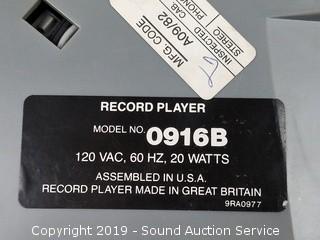 MFG. CODE
A09/82
INSPECTED
CAB
STEREO
PHONO
RECORD PLAYER
MODEL NO. 0916B
120 VAC, 60 HZ, 20 WATTS
ASSEMBLED IN U.S.A.
RECORD PLAYER MADE IN GREAT BRITAIN
9RA0977
Copyright 2019 - Sound Auction Service